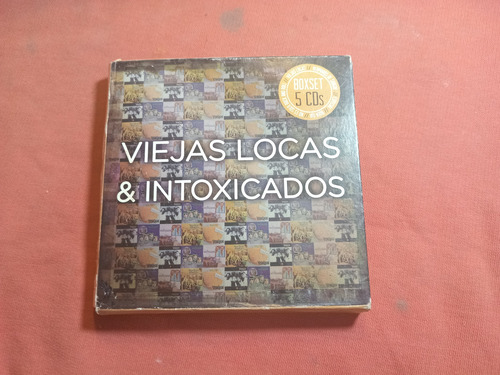 BOXSET
5 CDs
VIEJAS LOCAS
& INTOXICADOS